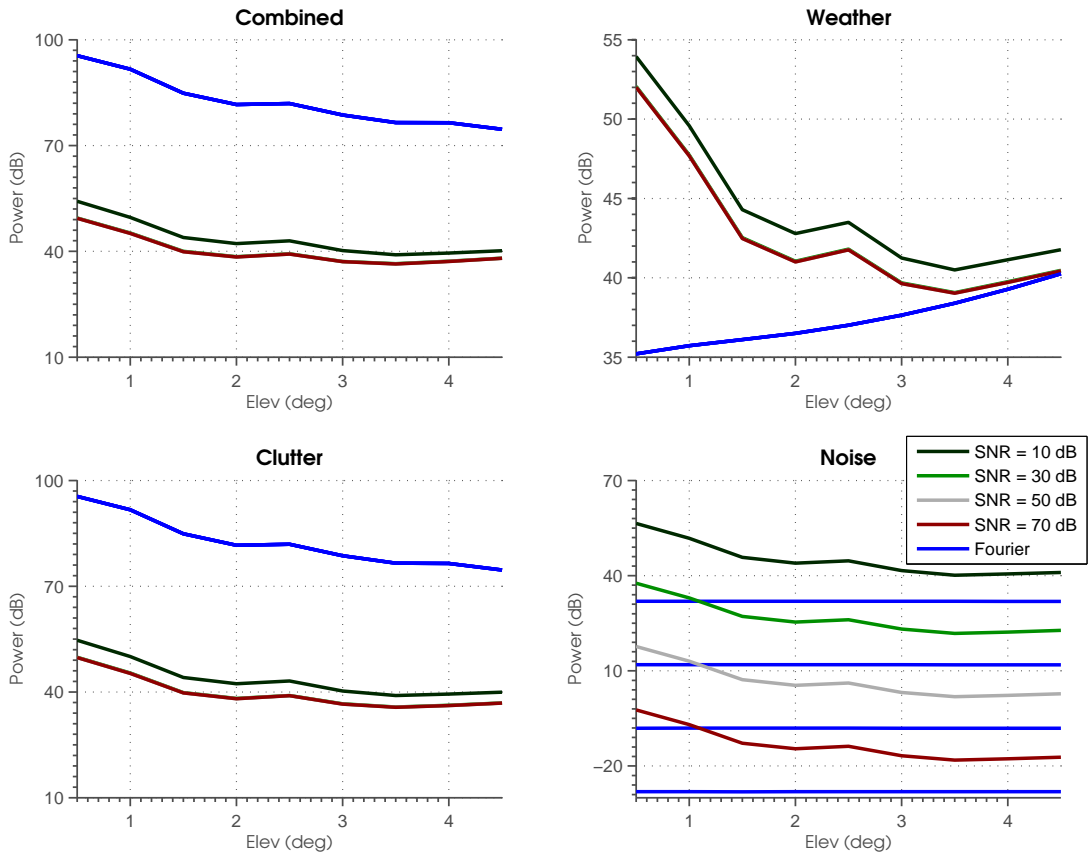 Combined
100
70
40
10
Power (dB)
1 2 3 4
Elev (deg)
Weather
55
50
45
40
35
Power (dB)
1 2 3 4
Elev (deg)
Clutter
100
70
40
10
Power (dB)
1 2 3 4
Elev (deg)
Noise
70
40
10
−20
Power (dB)
1 2 3 4
Elev (deg)
SNR = 10 dB
SNR = 30 dB
SNR = 50 dB
SNR = 70 dB
Fourier